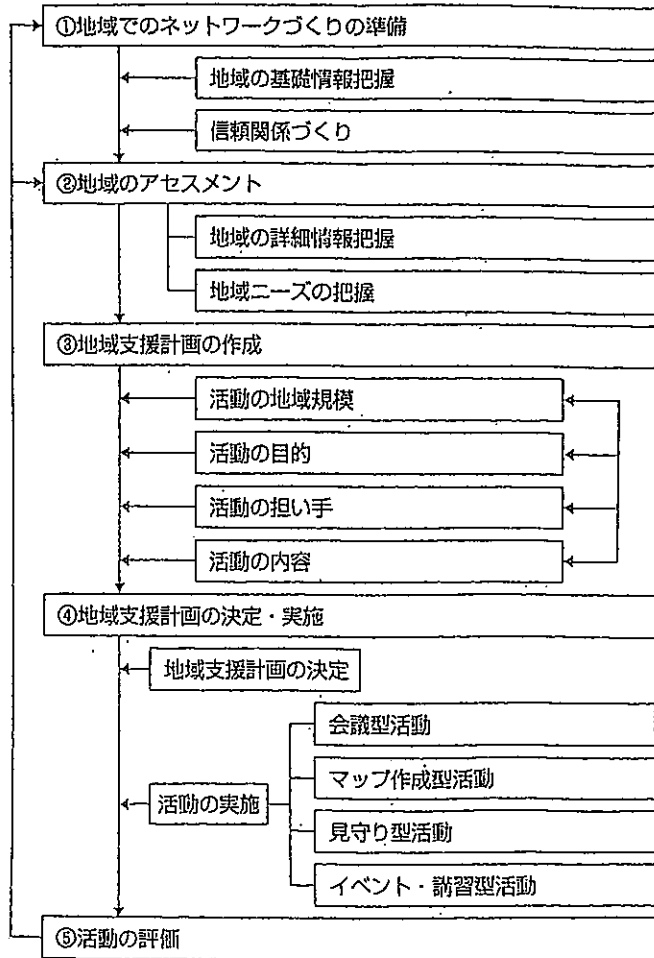 ①地域でのネットワークづくりの準備
地域の基礎情報把握
信頼関係づくり
②地域のアセスメント
地域の詳細情報把握
地域ニーズの把握
③地域支援計画の作成
活動の地域規模
活動の目的
活動の担い手
活動の内容
④地域支援計画の決定・実施
地域支援計画の決定
会議型活動
マップ作成型活動
活動の実施
見守り型活動
イベント・講習型活動
⑤活動の評価